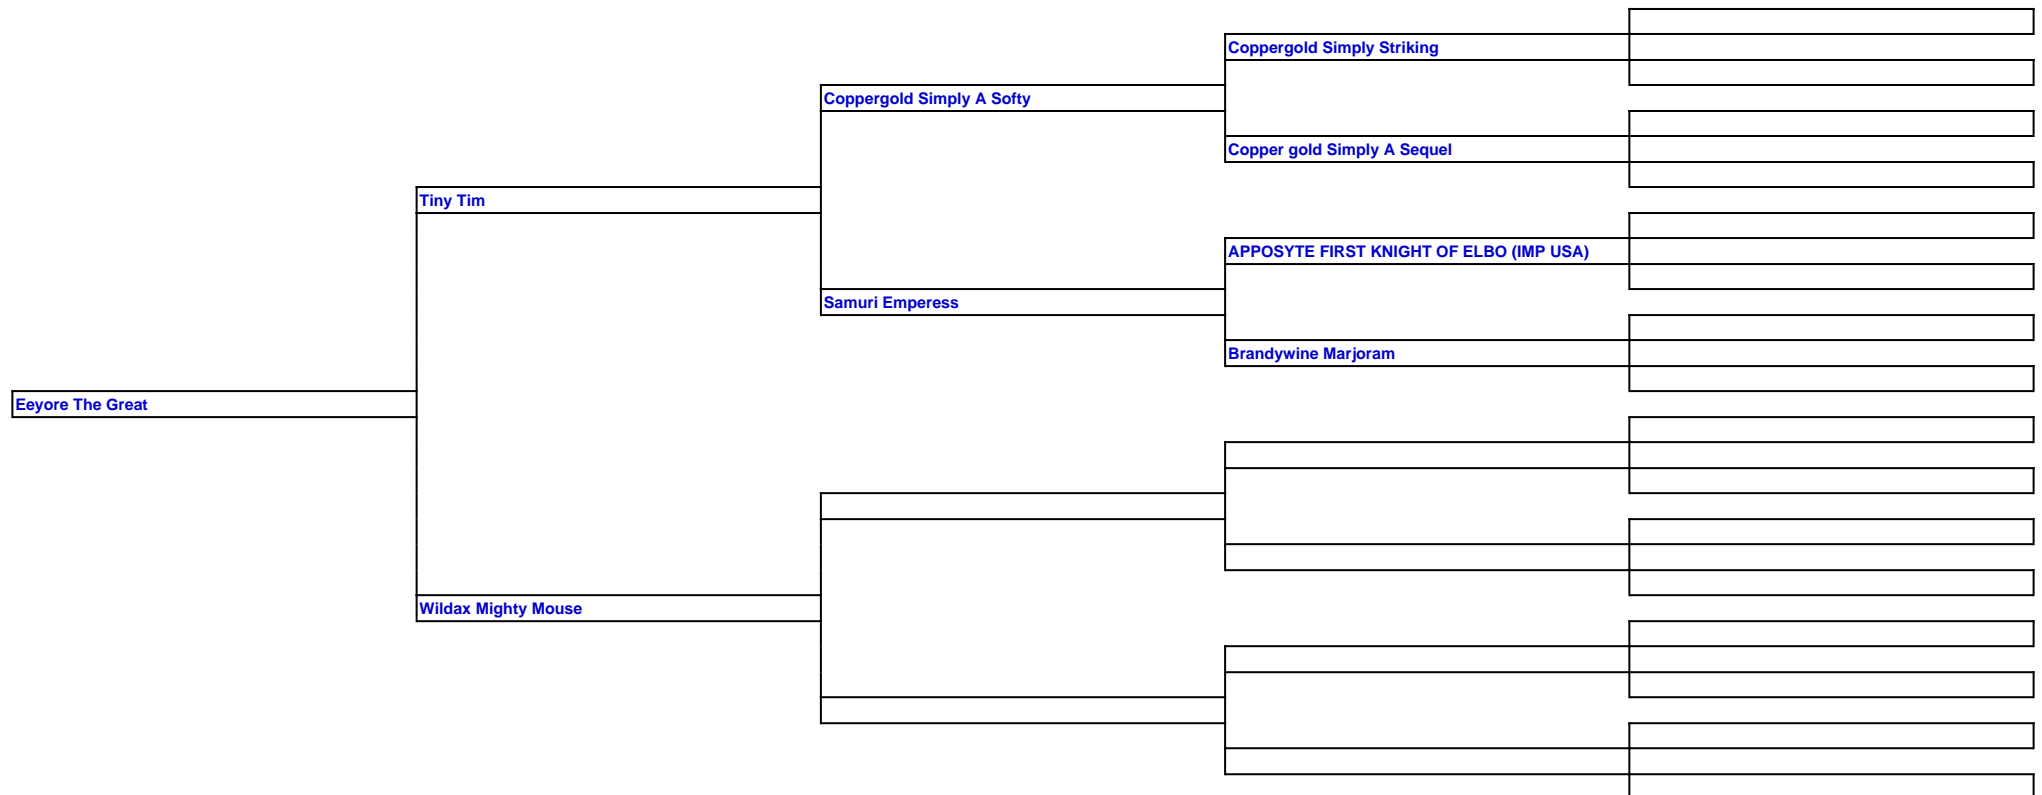 Coppergold Simply Striking
Coppergold Simply A Softy
Copper gold Simply A Sequel
Tiny Tim
APPOSYTE FIRST KNIGHT OF ELBO (IMP USA)
Samuri Emperess
Brandywine Marjoram
Eeyore The Great
Wildax Mighty Mouse